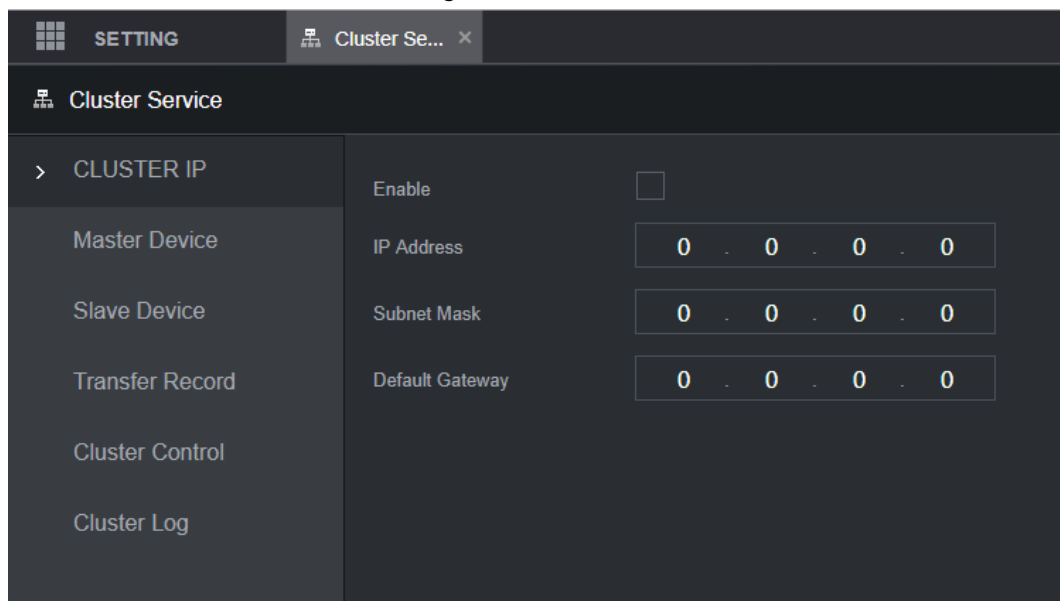 SETTING
Cluster Se... ×
Cluster Service
> CLUSTER IP
Master Device
Slave Device
Transfer Record
Cluster Control
Cluster Log
Enable
IP Address 0 . 0 . 0 . 0
Subnet Mask 0 . 0 . 0 . 0
Default Gateway 0 . 0 . 0 . 0